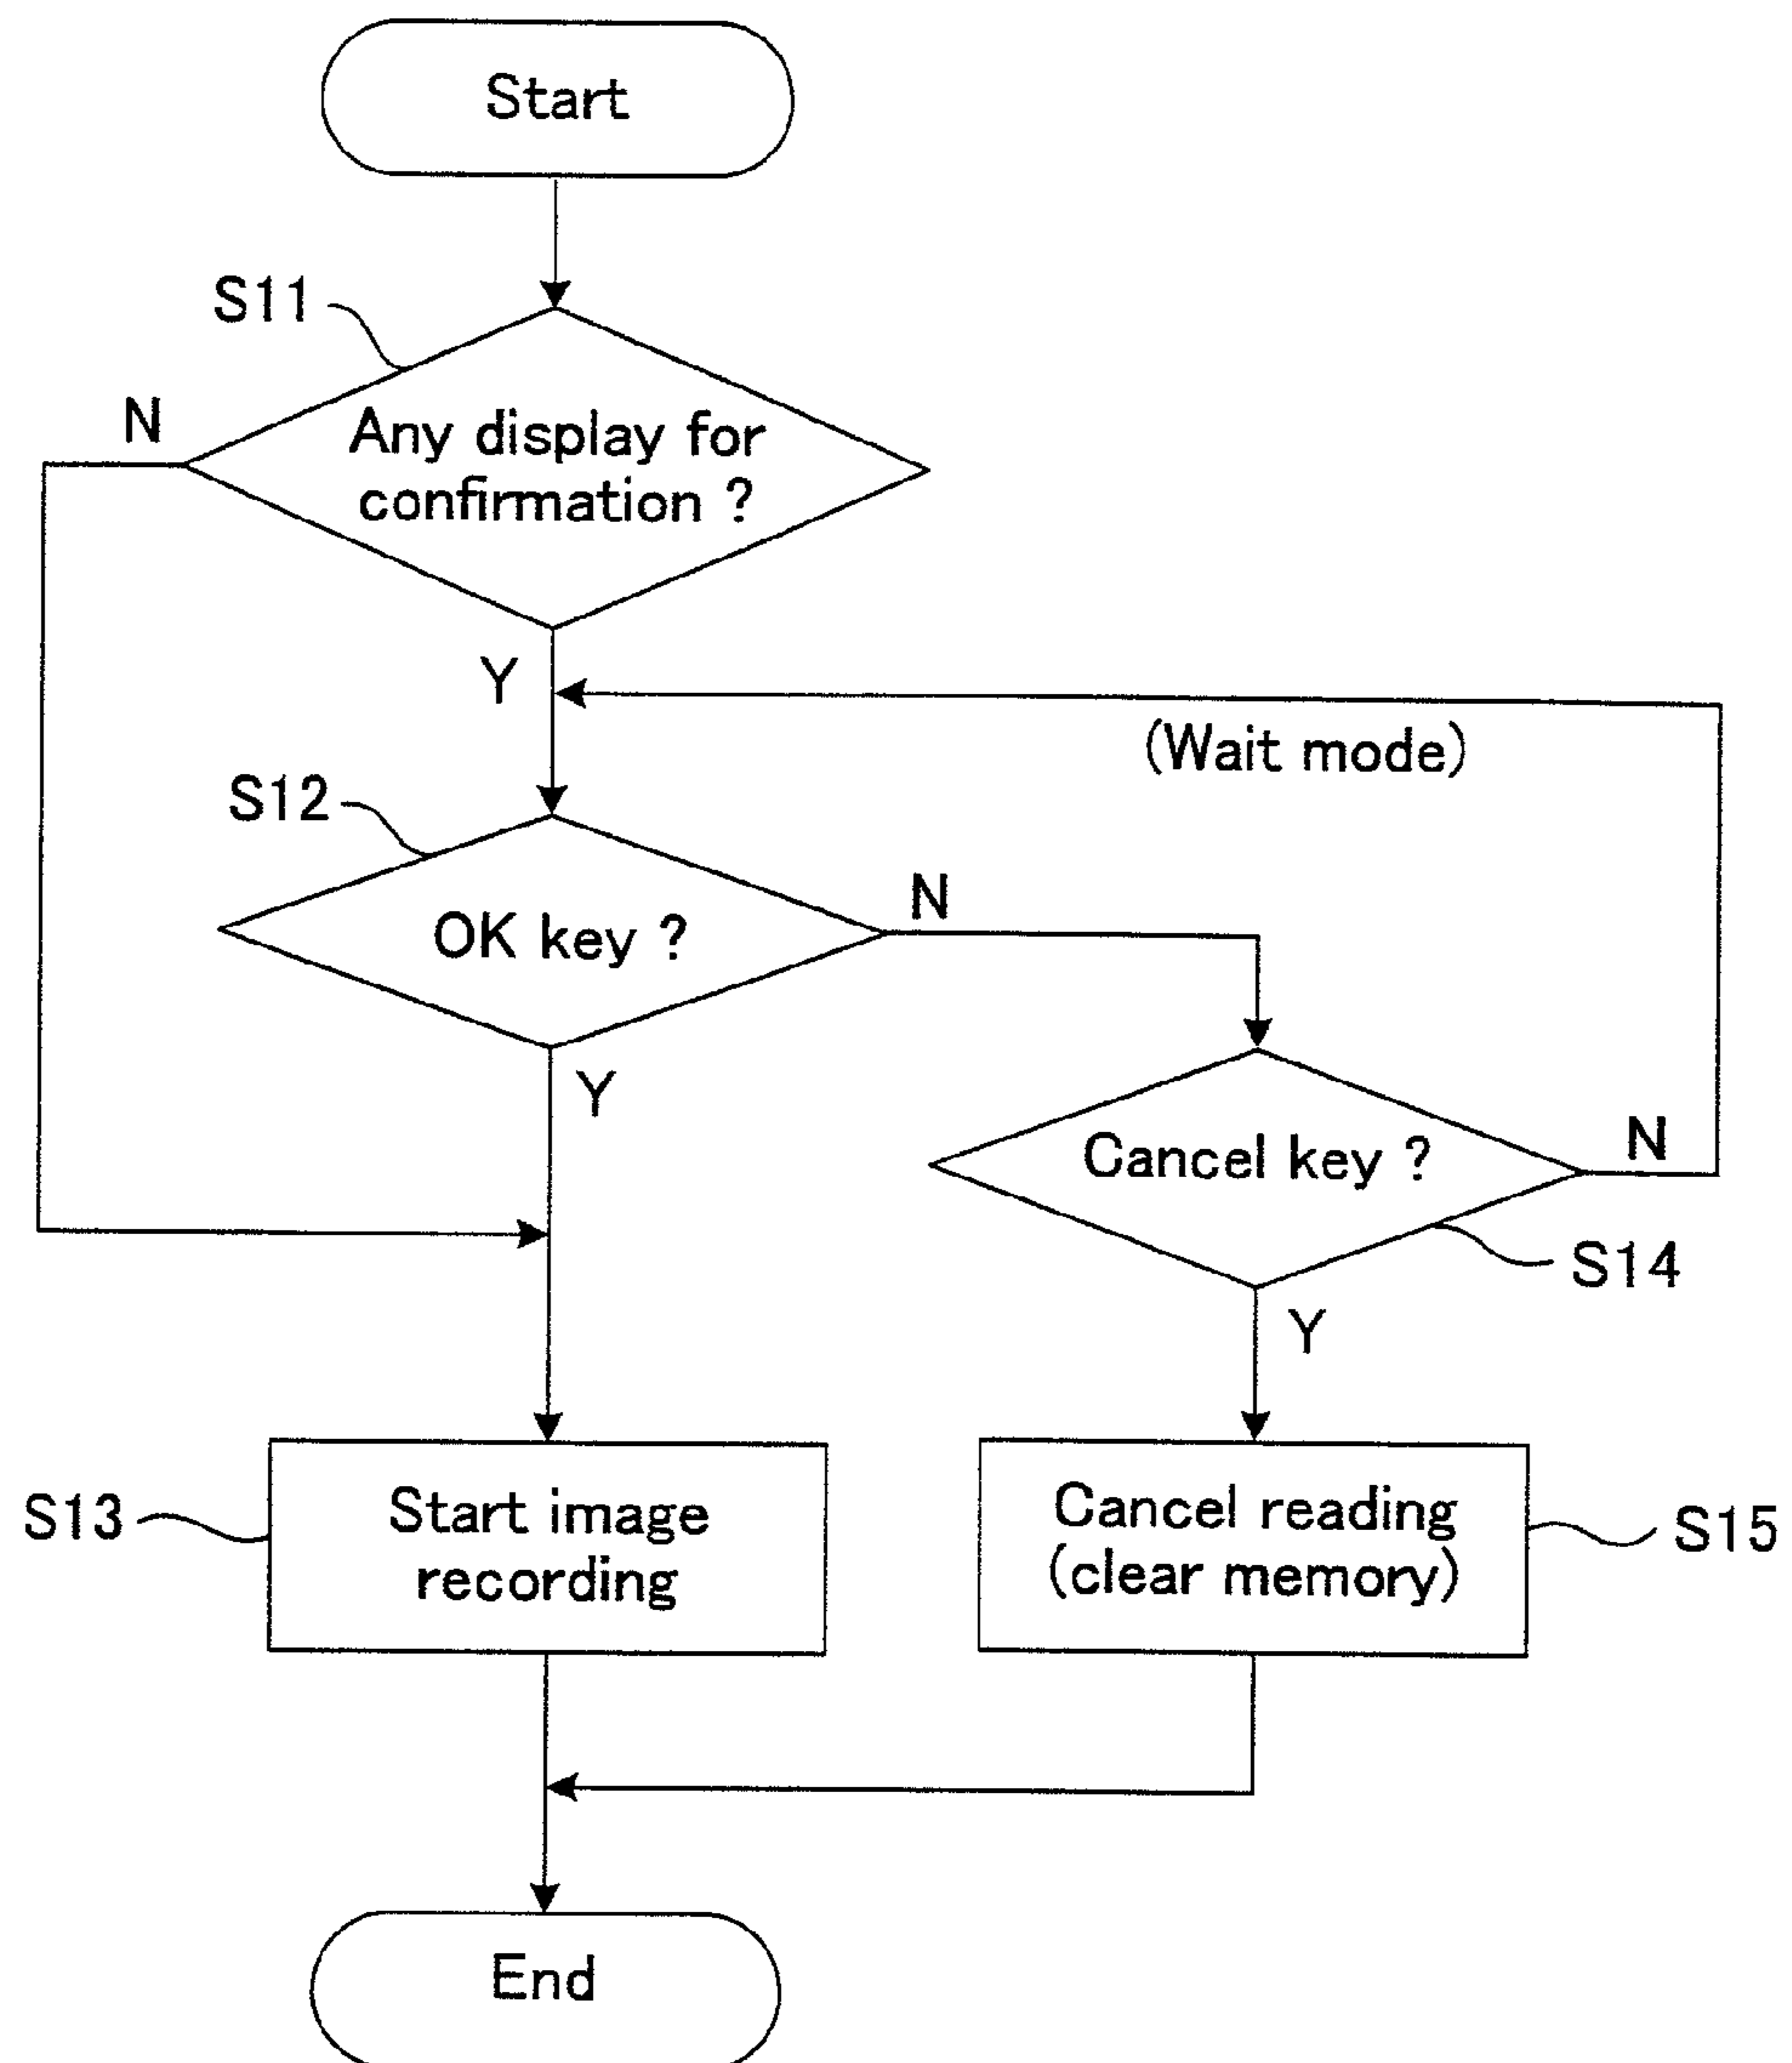 Start
S11
N
Any display for
confirmation ?
Y
(Wait mode)
S12
N
OK key ?
Y
Cancel key ?
N
S14
Y
S13
Start image
recording
Cancel reading
(clear memory)
S15
End